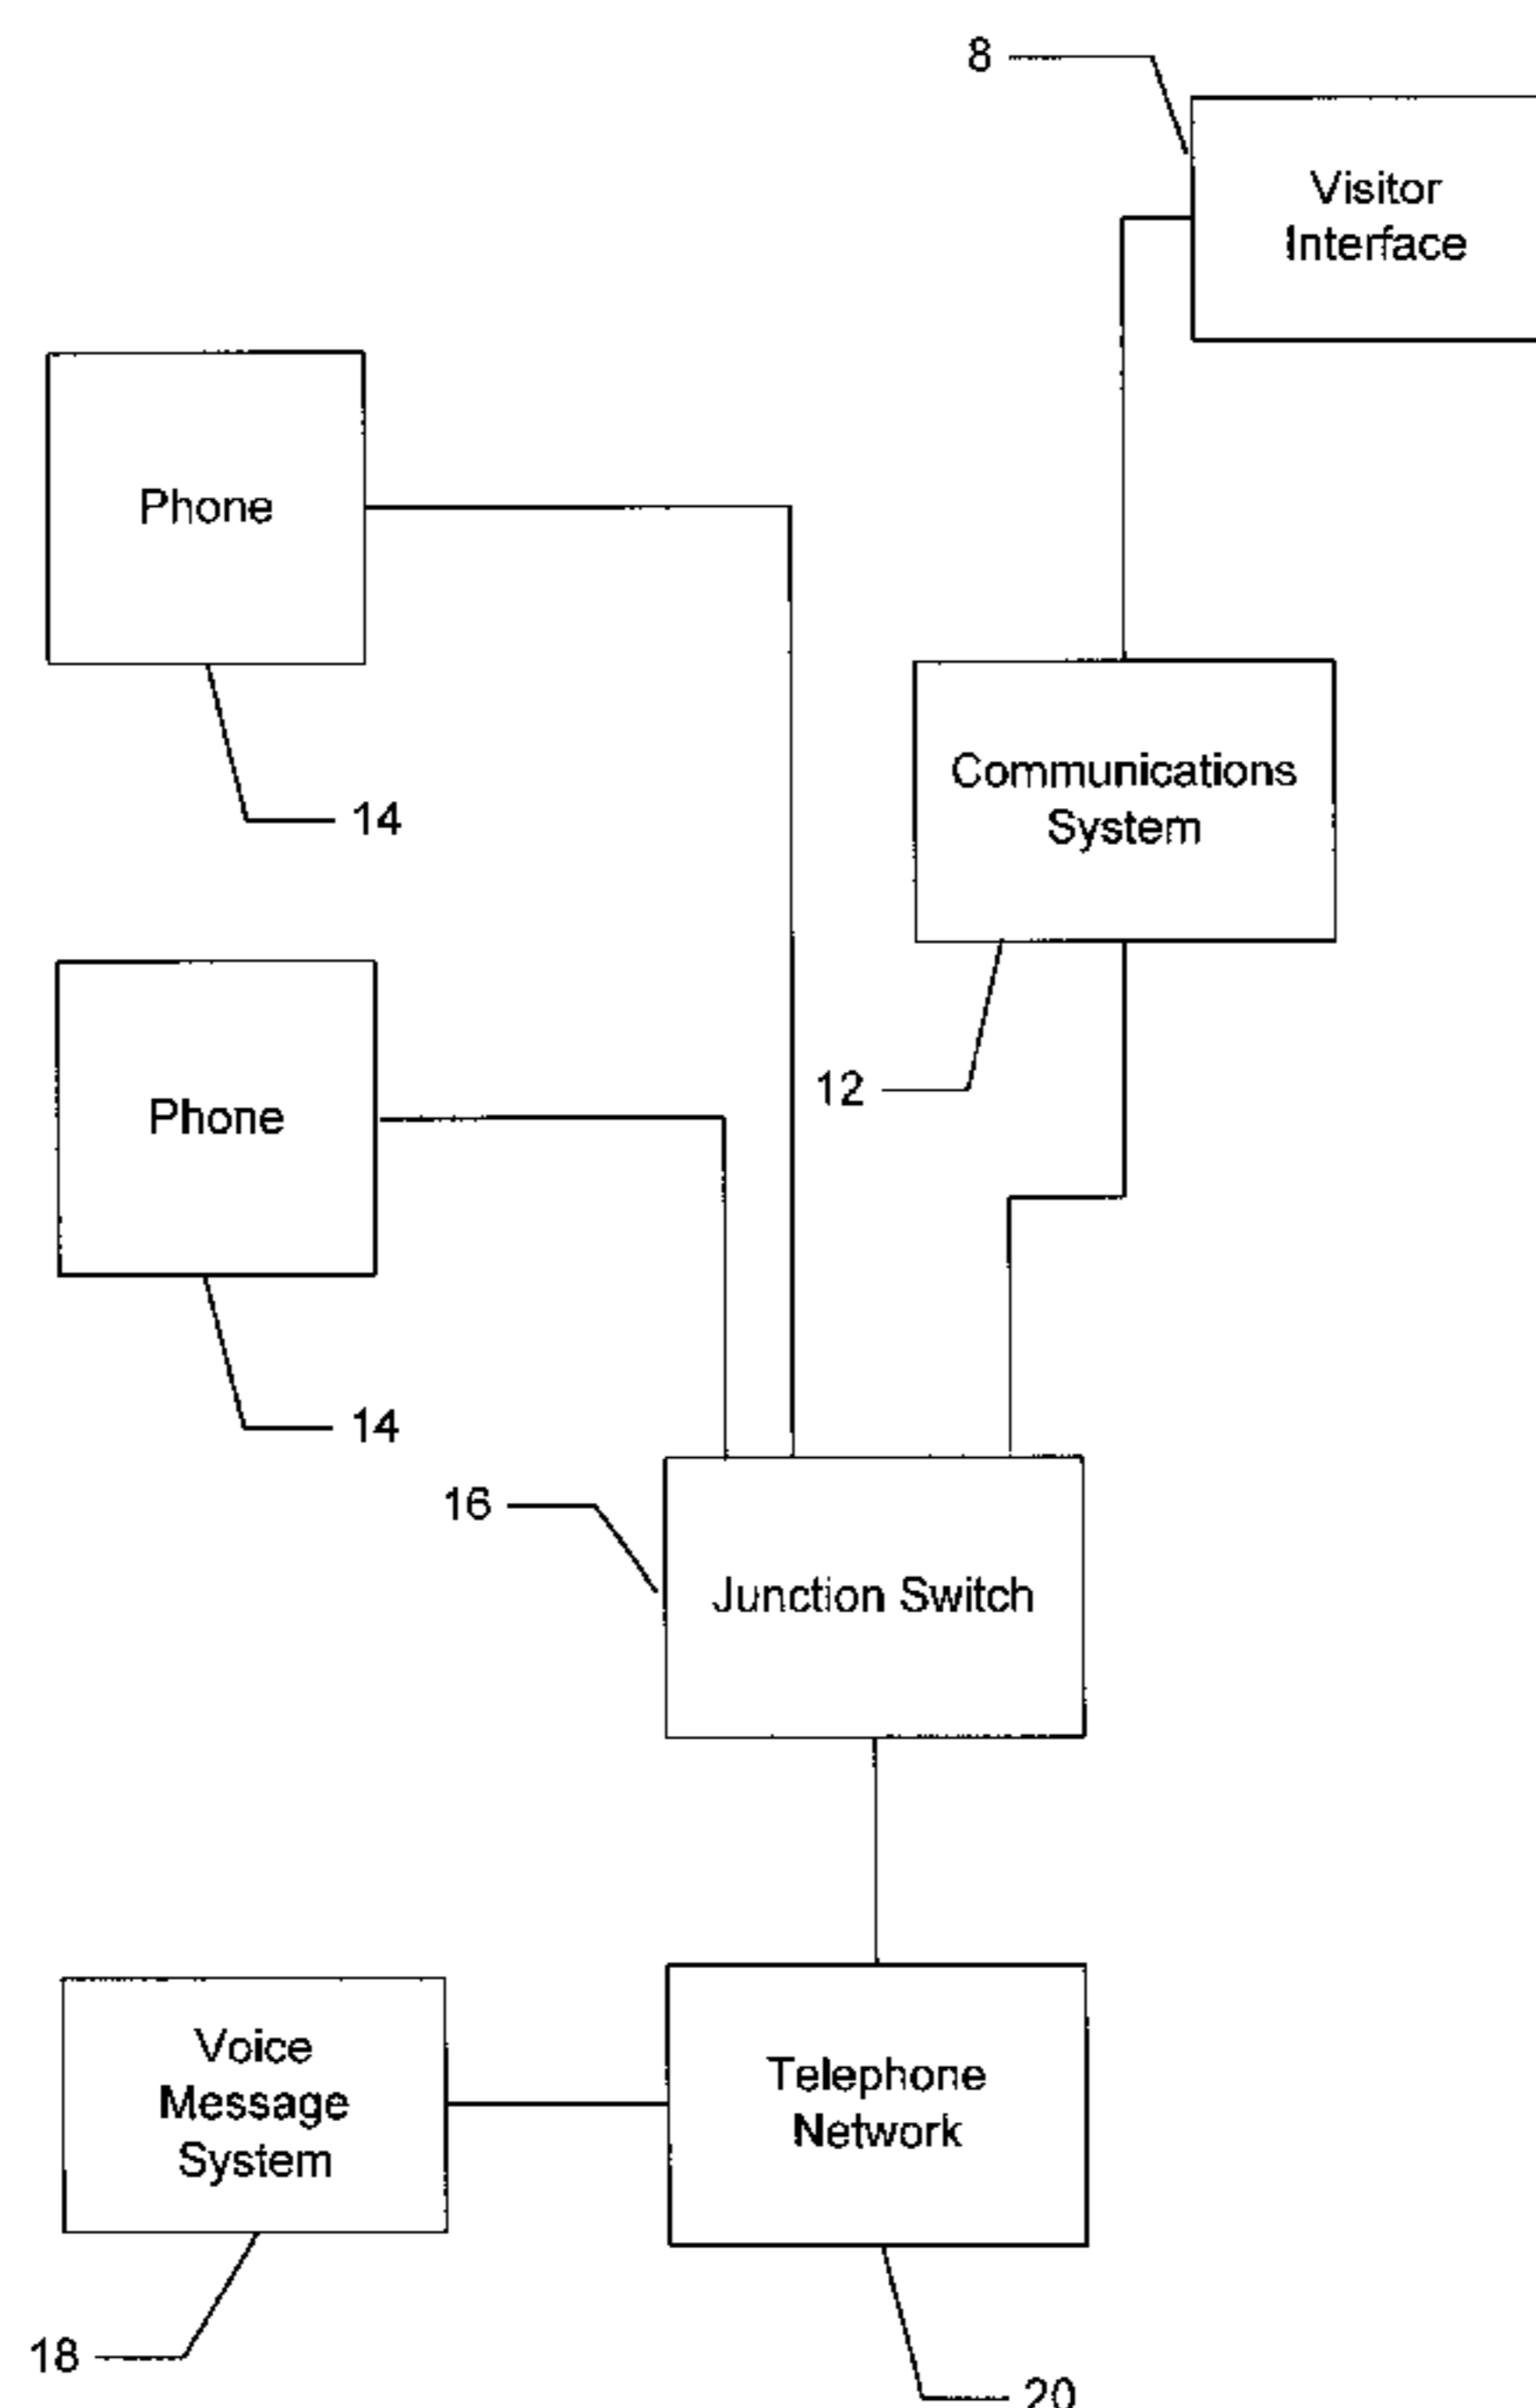 8
Visitor
Interface
Phone
14
Communications
System
12
Phone
14
16
Junction Switch
Voice
Message
System
Telephone
Network
18
20